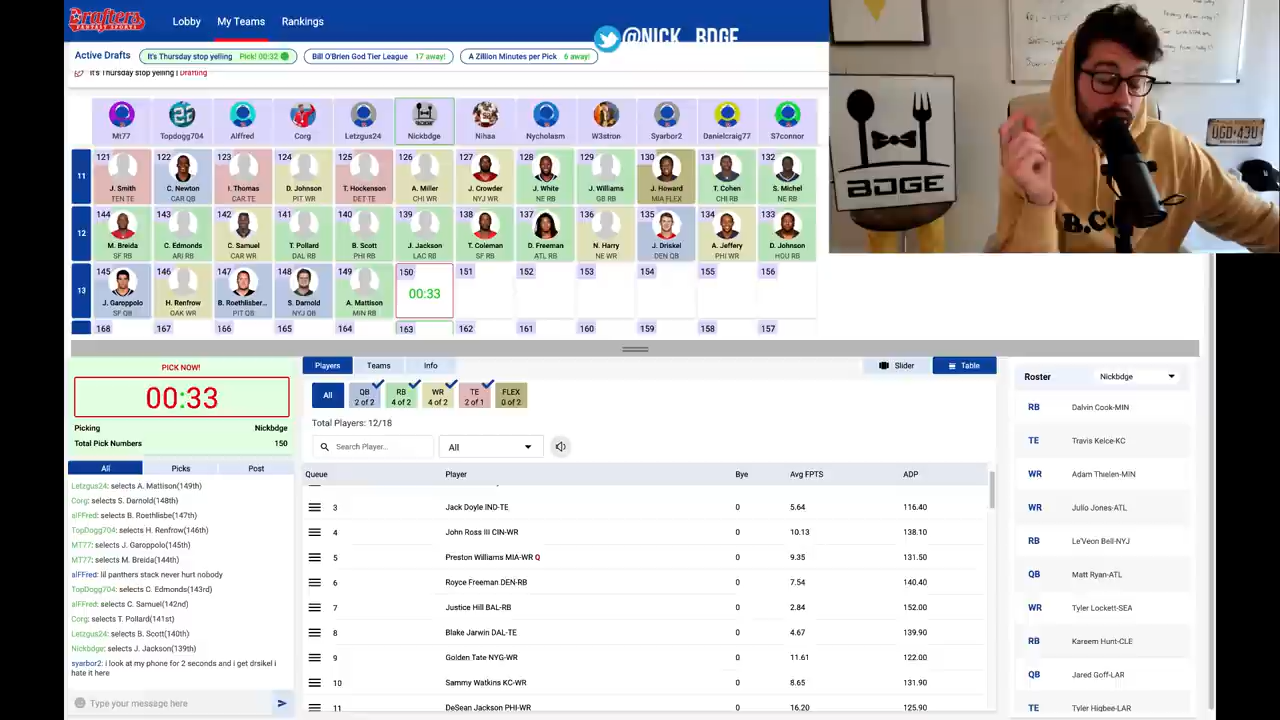 Drafters
FANTASY SPORTS
Lobby
My Teams
Rankings
@NICK_BDGE
Active Drafts
It's Thursday stop yelling Pick! 00:32
Bill O'Brien God Tier League 17 away!
A Zillion Minutes per Pick 6 away!
It's Thursday stop yelling | Drafting
Mt77
Topdogg704
Alffred
Corg
Letzgus24
Nickbdge
Nihaa
Nycholasm
W3stron
Syarbor2
Danielcraig77
S7connor
11
121 J. Smith TEN TE
122 C. Newton CAR QB
123 I. Thomas CAR TE
124 D. Johnson PIT WR
125 T. Hockenson DET TE
126 A. Miller CHI WR
127 J. Crowder NYJ WR
128 J. White NE RB
129 J. Williams GB RB
130 J. Howard MIA FLEX
131 T. Cohen CHI RB
132 S. Michel NE RB
12
144 M. Breida SF RB
143 C. Edmonds ARI RB
142 C. Samuel CAR WR
141 T. Pollard DAL RB
140 B. Scott PHI RB
139 J. Jackson LAC RB
138 T. Coleman SF RB
137 D. Freeman ATL RB
136 N. Harry NE WR
135 J. Driskel DEN QB
134 A. Jeffery PHI WR
133 D. Johnson HOU RB
13
145 J. Garoppolo SF QB
146 H. Renfrow OAK WR
147 B. Roethlisber... PIT QB
148 S. Darnold NYJ QB
149 A. Mattison MIN RB
150 00:33
151
152
153
154
155
156
168
167
166
165
164
163
162
161
160
159
158
157
BDGE
B.C
PICK NOW!
00:33
Picking Nickbdge
Total Pick Numbers 150
All
Picks
Post
Letzgus24: selects A. Mattison(149th)
Corg: selects S. Darnold(148th)
alFFred: selects B. Roethlisbe(147th)
TopDogg704: selects H. Renfrow(146th)
MT77: selects J. Garoppolo(145th)
MT77: selects M. Breida(144th)
alFFred: lil panthers stack never hurt nobody
TopDogg704: selects C. Edmonds(143rd)
alFFred: selects C. Samuel(142nd)
Corg: selects T. Pollard(141st)
Letzgus24: selects B. Scott(140th)
Nickbdge: selects J. Jackson(139th)
syarbor2: i look at my phone for 2 seconds and i get drsikel i
hate it here
Type your message here
Players
Teams
Info
Slider
Table
All
QB 2 of 2
RB 4 of 2
WR 4 of 2
TE 2 of 1
FLEX 0 of 2
Total Players: 12/18
Search Player...
All
Queue Player Bye Avg FPTS ADP
3 Jack Doyle IND-TE 0 5.64 116.40
4 John Ross III CIN-WR 0 10.13 138.10
5 Preston Williams MIA-WR Q 0 9.35 131.50
6 Royce Freeman DEN-RB 0 7.54 140.40
7 Justice Hill BAL-RB 0 2.84 152.00
8 Blake Jarwin DAL-TE 0 4.67 139.90
9 Golden Tate NYG-WR 0 11.61 122.00
10 Sammy Watkins KC-WR 0 8.65 131.90
11 DeSean Jackson PHI-WR 0 16.20 125.90
Roster Nickbdge
RB Dalvin Cook-MIN
TE Travis Kelce-KC
WR Adam Thielen-MIN
WR Julio Jones-ATL
RB Le'Veon Bell-NYJ
QB Matt Ryan-ATL
WR Tyler Lockett-SEA
RB Kareem Hunt-CLE
QB Jared Goff-LAR
TE Tyler Higbee-LAR